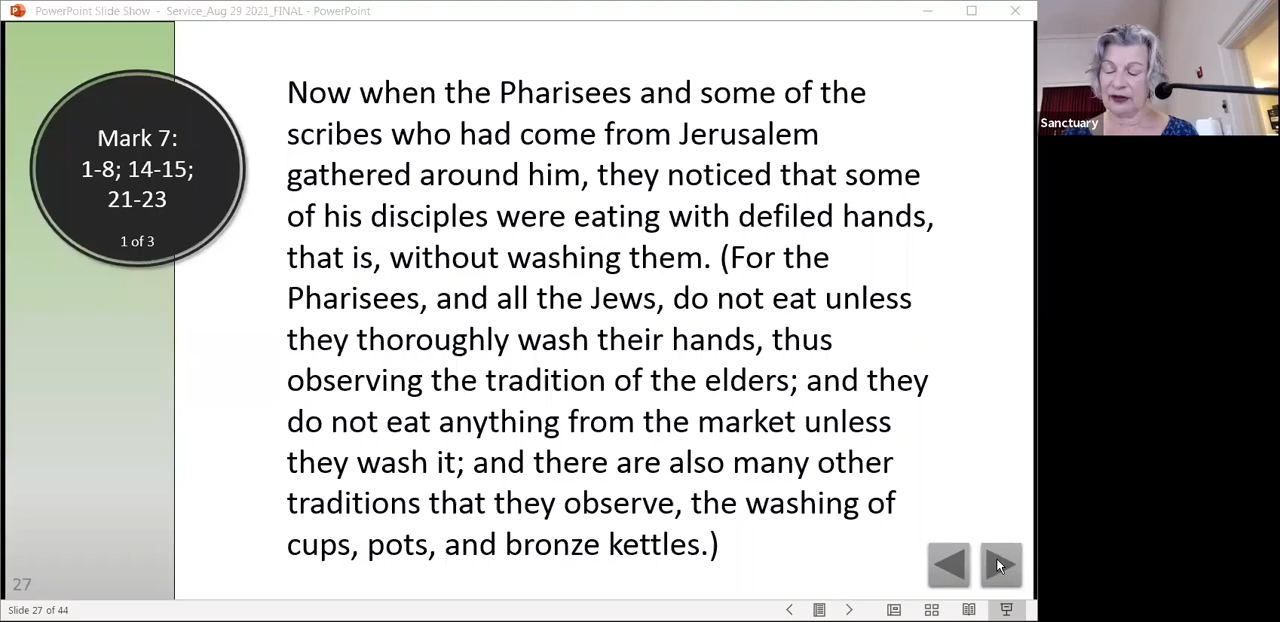 PowerPoint Slide Show - Service_Aug 29 2021_FINAL - PowerPoint
Mark 7:
1-8; 14-15;
21-23
1 of 3
Now when the Pharisees and some of the
scribes who had come from Jerusalem
gathered around him, they noticed that some
of his disciples were eating with defiled hands,
that is, without washing them. (For the
Pharisees, and all the Jews, do not eat unless
they thoroughly wash their hands, thus
observing the tradition of the elders; and they
do not eat anything from the market unless
they wash it; and there are also many other
traditions that they observe, the washing of
cups, pots, and bronze kettles.)
27
Slide 27 of 44
Sanctuary